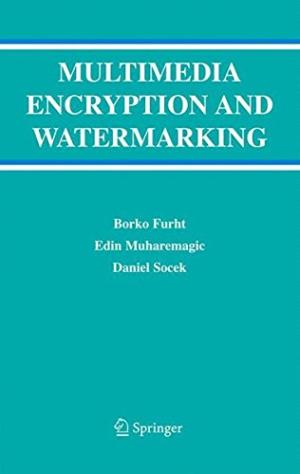 MULTIMEDIA
ENCRYPTION AND
WATERMARKING
Borko Furht
Edin Muharemagic
Daniel Socek
Springer